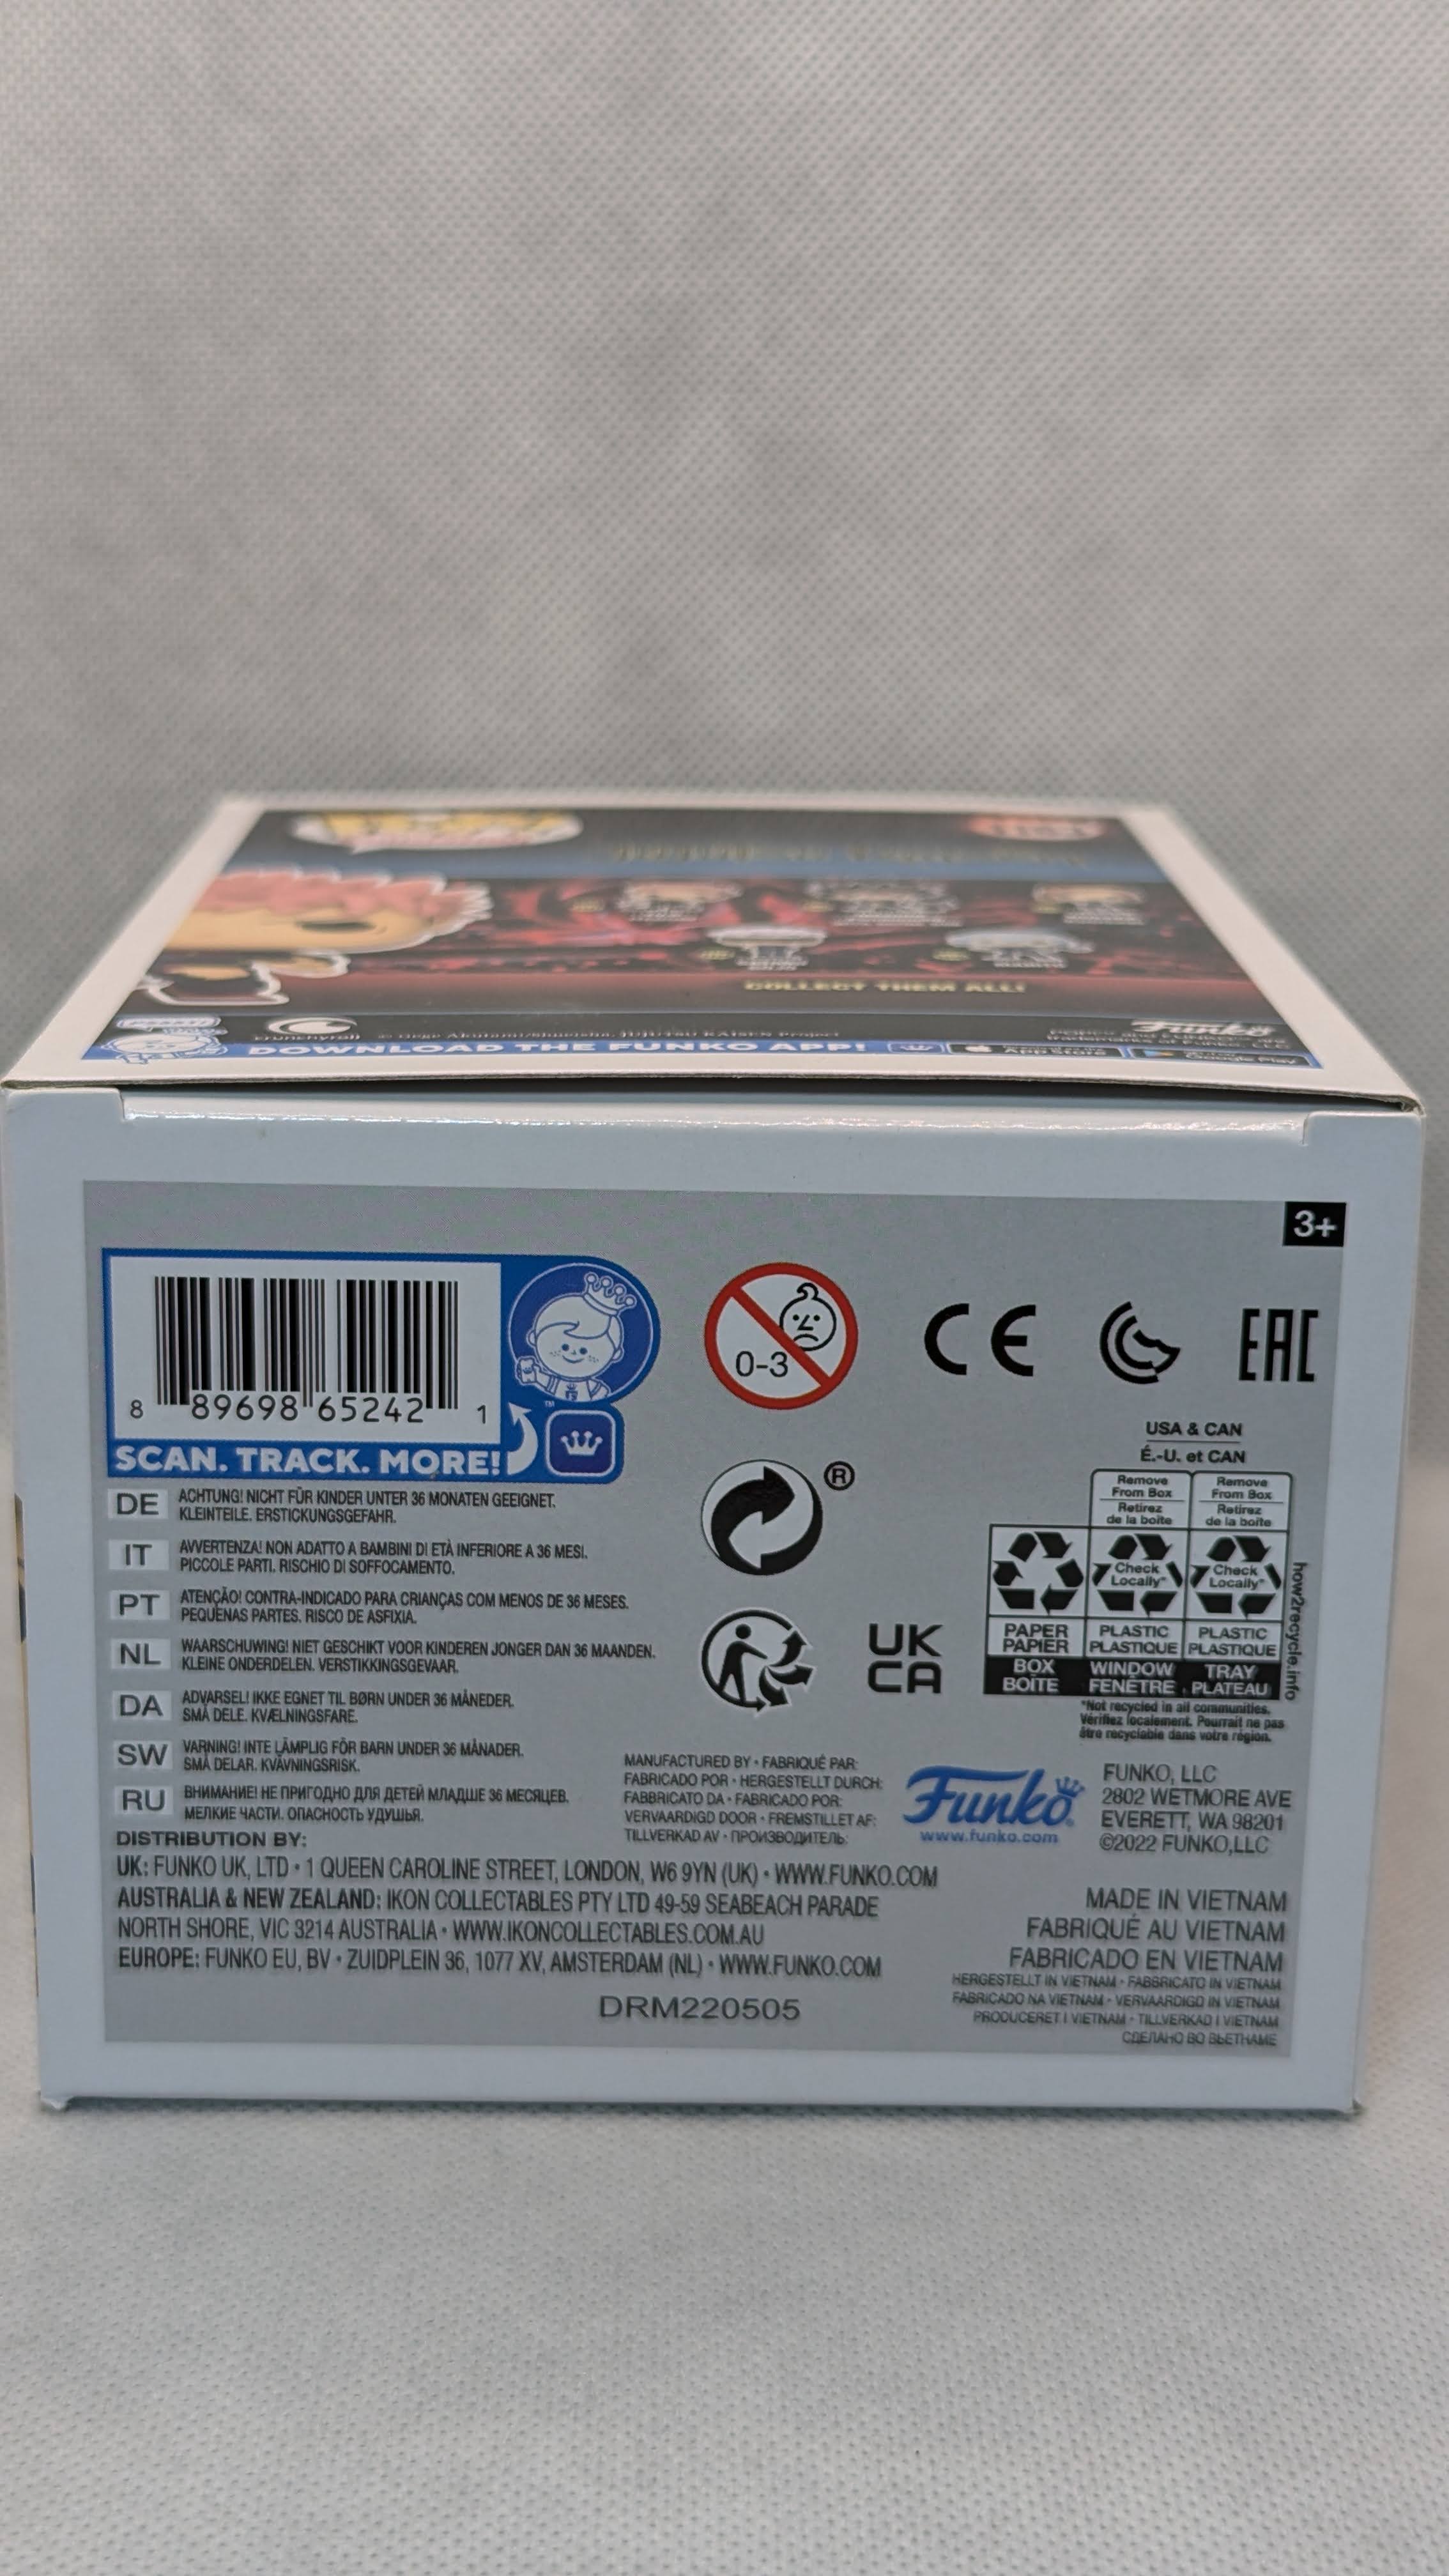 COLLECT THEM ALL!
crunchyroll © Gege Akutami/Shueisha, JUJUTSU KAISEN Project
Funko
DOWNLOAD THE FUNKO APP!
App Store
Google Play
3+
8 89698 65242 1
SCAN. TRACK. MORE!
™
0-3
CE
EAC
®
UK
CA
USA & CAN
É.-U. et CAN
Remove From Box Remove From Box
Retirez de la boîte Retirez de la boîte
Check Locally* Check Locally*
PAPER PLASTIC PLASTIC
PAPIER PLASTIQUE PLASTIQUE
BOX WINDOW TRAY
BOÎTE FENÊTRE PLATEAU
how2recycle.info
*Not recycled in all communities.
Vérifiez localement. Pourrait ne pas
être recyclable dans votre région.
DE ACHTUNG! NICHT FÜR KINDER UNTER 36 MONATEN GEEIGNET.
KLEINTEILE. ERSTICKUNGSGEFAHR.
IT AVVERTENZA! NON ADATTO A BAMBINI DI ETÀ INFERIORE A 36 MESI.
PICCOLE PARTI. RISCHIO DI SOFFOCAMENTO.
PT ATENÇÃO! CONTRA-INDICADO PARA CRIANÇAS COM MENOS DE 36 MESES.
PEQUENAS PARTES. RISCO DE ASFIXIA.
NL WAARSCHUWING! NIET GESCHIKT VOOR KINDEREN JONGER DAN 36 MAANDEN.
KLEINE ONDERDELEN. VERSTIKKINGSGEVAAR.
DA ADVARSEL! IKKE EGNET TIL BØRN UNDER 36 MÅNEDER.
SMÅ DELE. KVÆLNINGSFARE.
SW VARNING! INTE LÄMPLIG FÖR BARN UNDER 36 MÅNADER.
SMÅ DELAR. KVÄVNINGSRISK.
RU ВНИМАНИЕ! НЕ ПРИГОДНО ДЛЯ ДЕТЕЙ МЛАДШЕ 36 МЕСЯЦЕВ.
МЕЛКИЕ ЧАСТИ. ОПАСНОСТЬ УДУШЬЯ.
MANUFACTURED BY • FABRIQUÉ PAR:
FABRICADO POR • HERGESTELLT DURCH:
FABBRICATO DA • FABRICADO POR:
VERVAARDIGD DOOR • FREMSTILLET AF:
TILLVERKAD AV • ПРОИЗВОДИТЕЛЬ:
Funko
www.funko.com
FUNKO, LLC
2802 WETMORE AVE
EVERETT, WA 98201
©2022 FUNKO,LLC
DISTRIBUTION BY:
UK: FUNKO UK, LTD • 1 QUEEN CAROLINE STREET, LONDON, W6 9YN (UK) • WWW.FUNKO.COM
AUSTRALIA & NEW ZEALAND: IKON COLLECTABLES PTY LTD 49-59 SEABEACH PARADE
NORTH SHORE, VIC 3214 AUSTRALIA • WWW.IKONCOLLECTABLES.COM.AU
EUROPE: FUNKO EU, BV • ZUIDPLEIN 36, 1077 XV, AMSTERDAM (NL) • WWW.FUNKO.COM
DRM220505
MADE IN VIETNAM
FABRIQUÉ AU VIETNAM
FABRICADO EN VIETNAM
HERGESTELLT IN VIETNAM • FABBRICATO IN VIETNAM
FABRICADO NA VIETNAM • VERVAARDIGD IN VIETNAM
PRODUCERET I VIETNAM • TILLVERKAD I VIETNAM
СДЕЛАНО ВО ВЬЕТНАМЕ